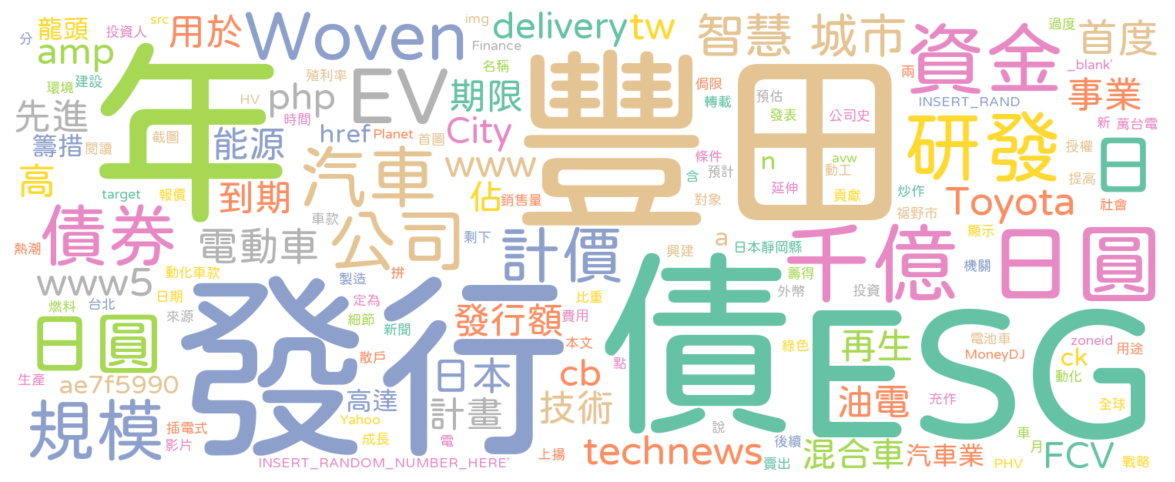 分
龍頭
投資人
src
用於
Woven
img
Finance
delivery
tw
智慧
城市
資金
過度
首度
amp
年
環境
建設
殖利率
EV
名稱
期限
侷限
轉載
兩
_blank'
先進
HV
時間
php
豐田
預估
發表
公司史
INSERT_RAND
事業
籌措
閱讀
截圖
能源
href
Planet
首圖
City
條件
預計
n
avw
動工
研發
新
萬台電
授權
日
高
target
報價
到期
汽車
www
佔
銷售量
含
對象
延伸
貢獻
炒作
提高
裾野市
Toyota
社會
熱潮
債券
電動車
車款
公司
剩下
計價
興建
a
日本靜岡縣
千億
顯示
機關
日圓
www5
動化車款
製造
拚
籌得
外幣
投資
燃料
台北
日期
來源
定為
細節
新聞
發行額
比重
費用
債
日圓
發行
散戶
本文
綠色
再生
ESG
電池車
MoneyDJ
zoneid
用途
ck
動化
生產
ae7f5990
日本
cb
點
規模
高達
Yahoo
計畫
技術
油電
充作
全球
插電式
影片
成長
電
說
車
月
INSERT_RANDOM_NUMBER_HERE'
上揚
technews
後續
賣出
混合車
汽車業
PHV
FCV
戰略